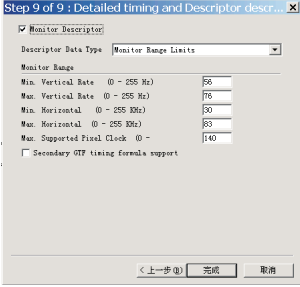 Step 9 of 9 : Detailed timing and Descriptor descr...
Monitor Descriptor
Descriptor Data Type Monitor Range Limits
Monitor Range
Min. Vertical Rate (0 - 255 Hz) 56
Max. Vertical Rate (0 - 255 Hz) 76
Min. Horizontal (0 - 255 KHz) 30
Max. Horizontal (0 - 255 KHz) 83
Max. Supported Pixel Clock (0 - 140
Secondary GTF timing formula support
< 上一步(B) 完成 取消